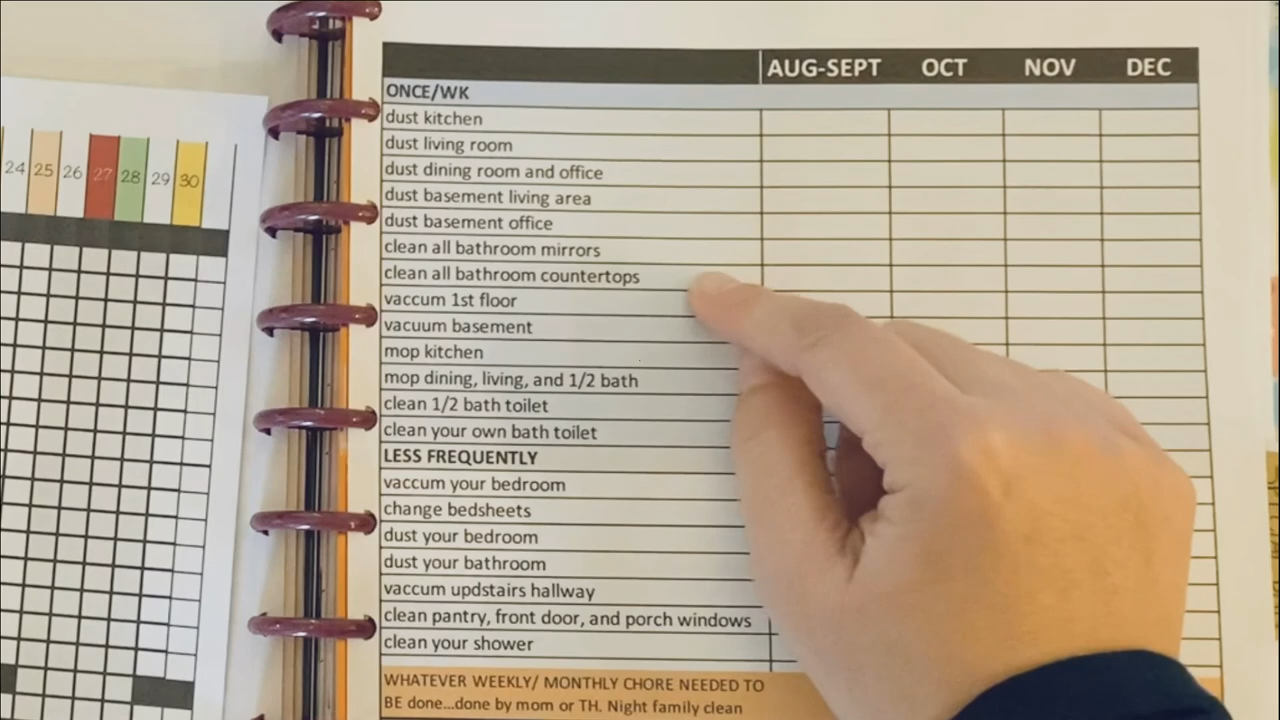 24 25 26 27 28 29 30
AUG-SEPT OCT NOV DEC
ONCE/WK
dust kitchen
dust living room
dust dining room and office
dust basement living area
dust basement office
clean all bathroom mirrors
clean all bathroom countertops
vaccum 1st floor
vacuum basement
mop kitchen
mop dining, living, and 1/2 bath
clean 1/2 bath toilet
clean your own bath toilet
LESS FREQUENTLY
vaccum your bedroom
change bedsheets
dust your bedroom
dust your bathroom
vaccum updstairs hallway
clean pantry, front door, and porch windows
clean your shower
WHATEVER WEEKLY/ MONTHLY CHORE NEEDED TO
BE done...done by mom or TH. Night family clean